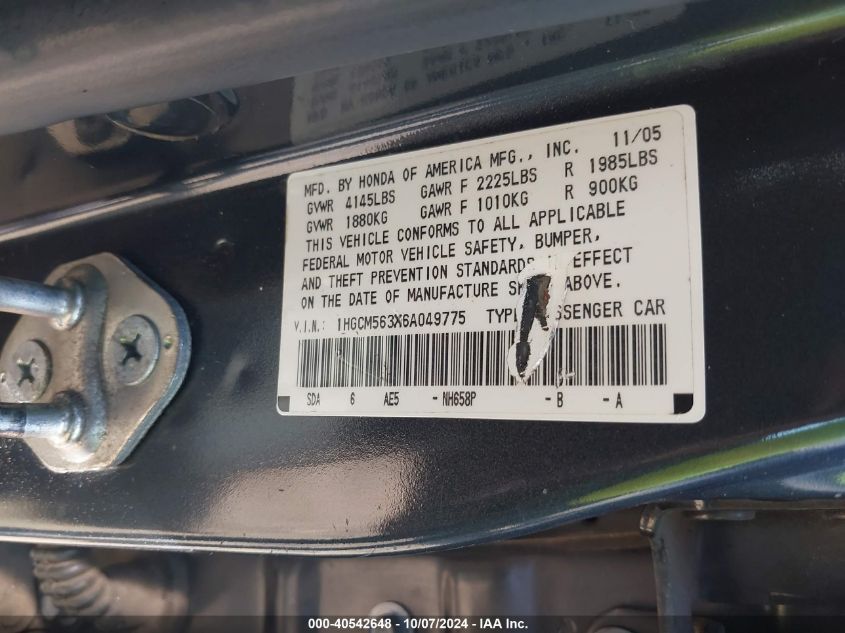 MFD. BY HONDA OF AMERICA MFG., INC. 11/05
GVWR 4145LBS GAWR F 2225LBS R 1985LBS
GVWR 1880KG GAWR F 1010KG R 900KG
THIS VEHICLE CONFORMS TO ALL APPLICABLE
FEDERAL MOTOR VEHICLE SAFETY, BUMPER,
AND THEFT PREVENTION STANDARDS EFFECT
ON THE DATE OF MANUFACTURE ABOVE.
V.I.N.: 1HGCM563X6A049775 CAR
SDA 6 AE5 - NH658P - B - A
000-40542648 - 10/07/2024 - IAA Inc.